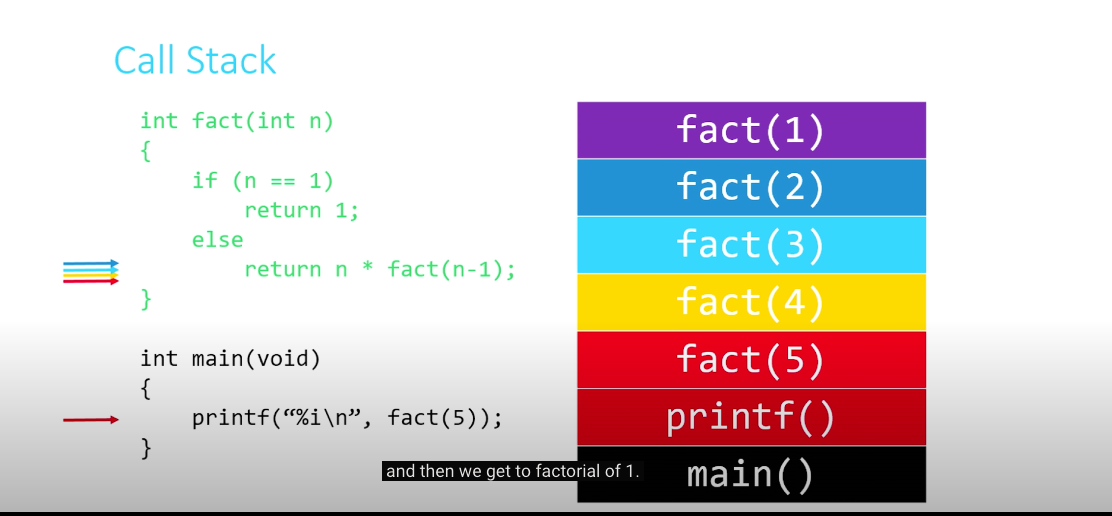 Call Stack
int fact(int n)
{
if (n == 1)
return 1;
else
return n * fact(n-1);
}
int main(void)
{
printf(“%i\n”, fact(5));
}
fact(1)
fact(2)
fact(3)
fact(4)
fact(5)
printf()
main()
and then we get to factorial of 1.